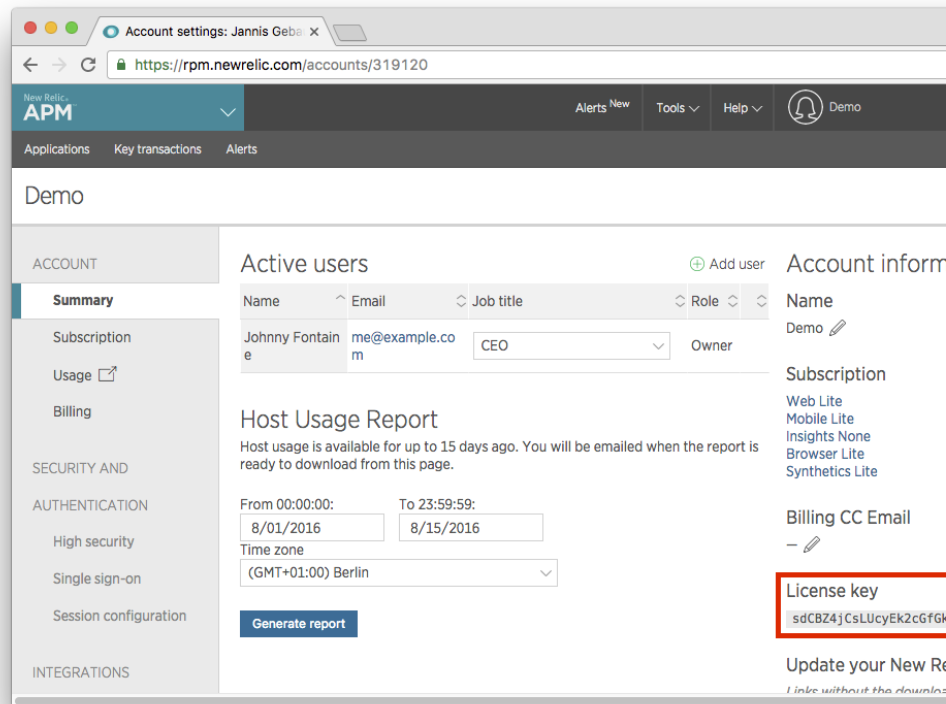 Account settings: Jannis Geba
https://rpm.newrelic.com/accounts/319120
New Relic.
APM
Alerts New
Tools
Help
Demo
Applications
Key transactions
Alerts
Demo
ACCOUNT
Summary
Subscription
Usage
Billing
SECURITY AND
AUTHENTICATION
High security
Single sign-on
Session configuration
INTEGRATIONS
Active users
Add user
Name
Email
Job title
Role
Johnny Fontain
e
me@example.co
m
CEO
Owner
Host Usage Report
Host usage is available for up to 15 days ago. You will be emailed when the report is
ready to download from this page.
From 00:00:00:
To 23:59:59:
8/01/2016
8/15/2016
Time zone
(GMT+01:00) Berlin
Generate report
Account inform
Name
Demo
Subscription
Web Lite
Mobile Lite
Insights None
Browser Lite
Synthetics Lite
Billing CC Email
–
License key
sdCBZ4jCsLUcyEk2cGfGk
Update your New Re
Links without the downloa